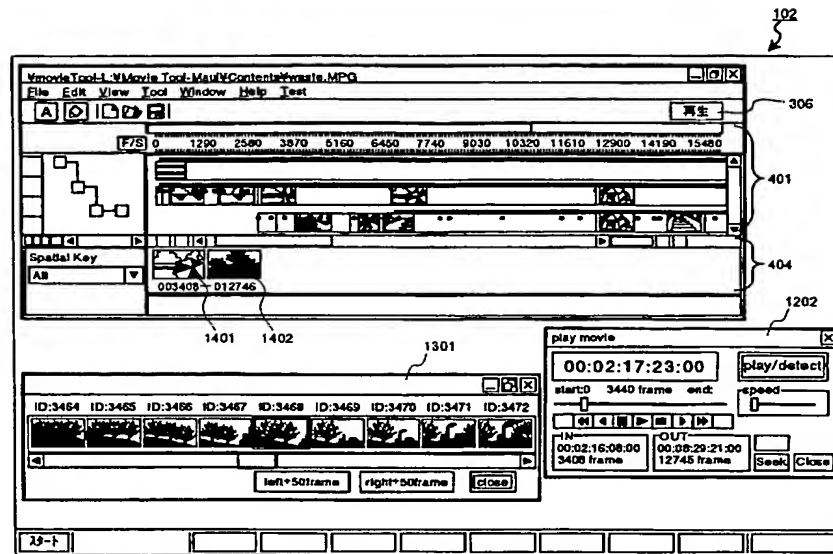 102
¥movieTool-L:¥Movie Tool-Maul¥Contents¥waste.MPG
File Edit View Tool Window Help Test
A
再生
306
F/S 0 1290 2580 3870 5160 6450 7740 9030 10320 11610 12900 14190 15480
401
Spatial Key
All
404
003408 - 012746
1401
1402
1202
play movie
00:02:17:23:00
play/detect
start:0 3440 frame end:
speed
IN
00:02:16:08:00
3408 frame
OUT
00:08:29:21:00
12745 frame
Seek
Close
1301
ID:3464 ID:3465 ID:3466 ID:3467 ID:3468 ID:3469 ID:3470 ID:3471 ID:3472
left+50frame
right+50frame
close
スタート